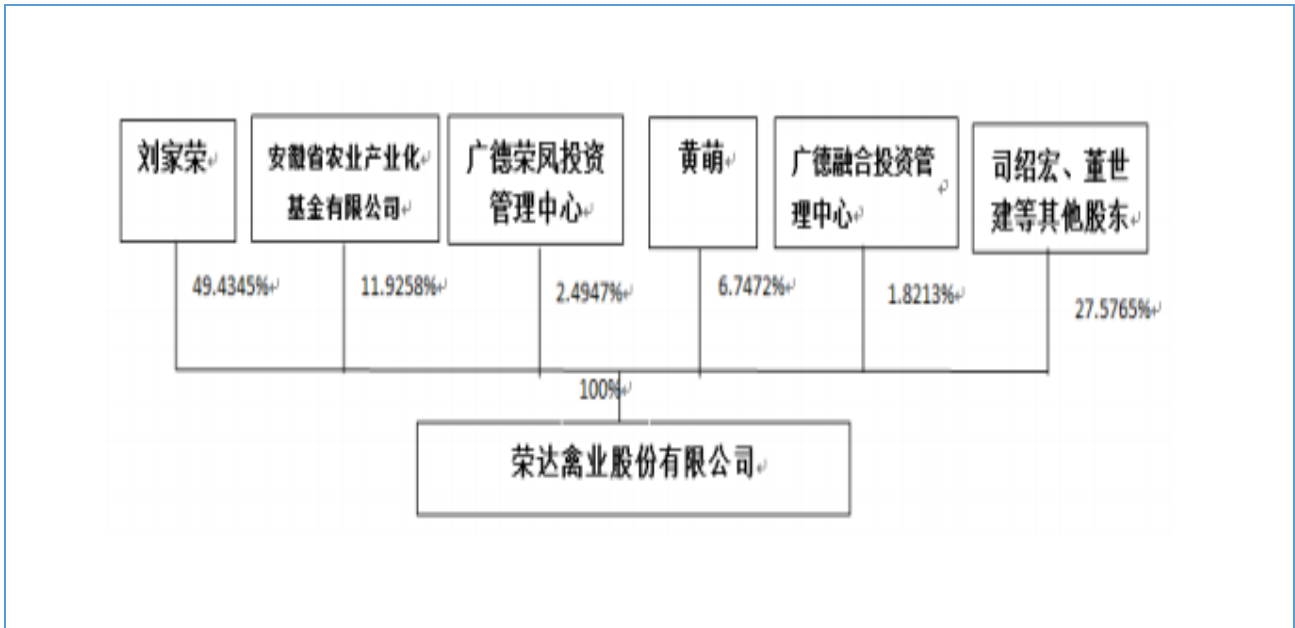 刘家荣
安徽省农业产业化
基金有限公司
广德荣凤投资
管理中心
黄萌
广德融合投资管
理中心
司绍宏、董世
建等其他股东
49.4345%
11.9258%
2.4947%
6.7472%
1.8213%
27.5765%
100%
荣达禽业股份有限公司